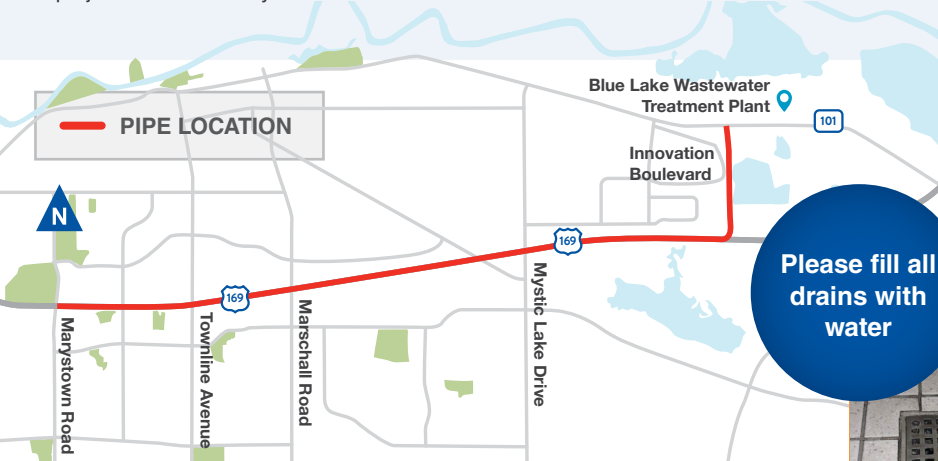 PIPE LOCATION
Blue Lake Wastewater
Treatment Plant
101
Innovation
Boulevard
N
169
169
Marystown Road
Townline Avenue
Marschall Road
Mystic Lake Drive
Please fill all
drains with
water